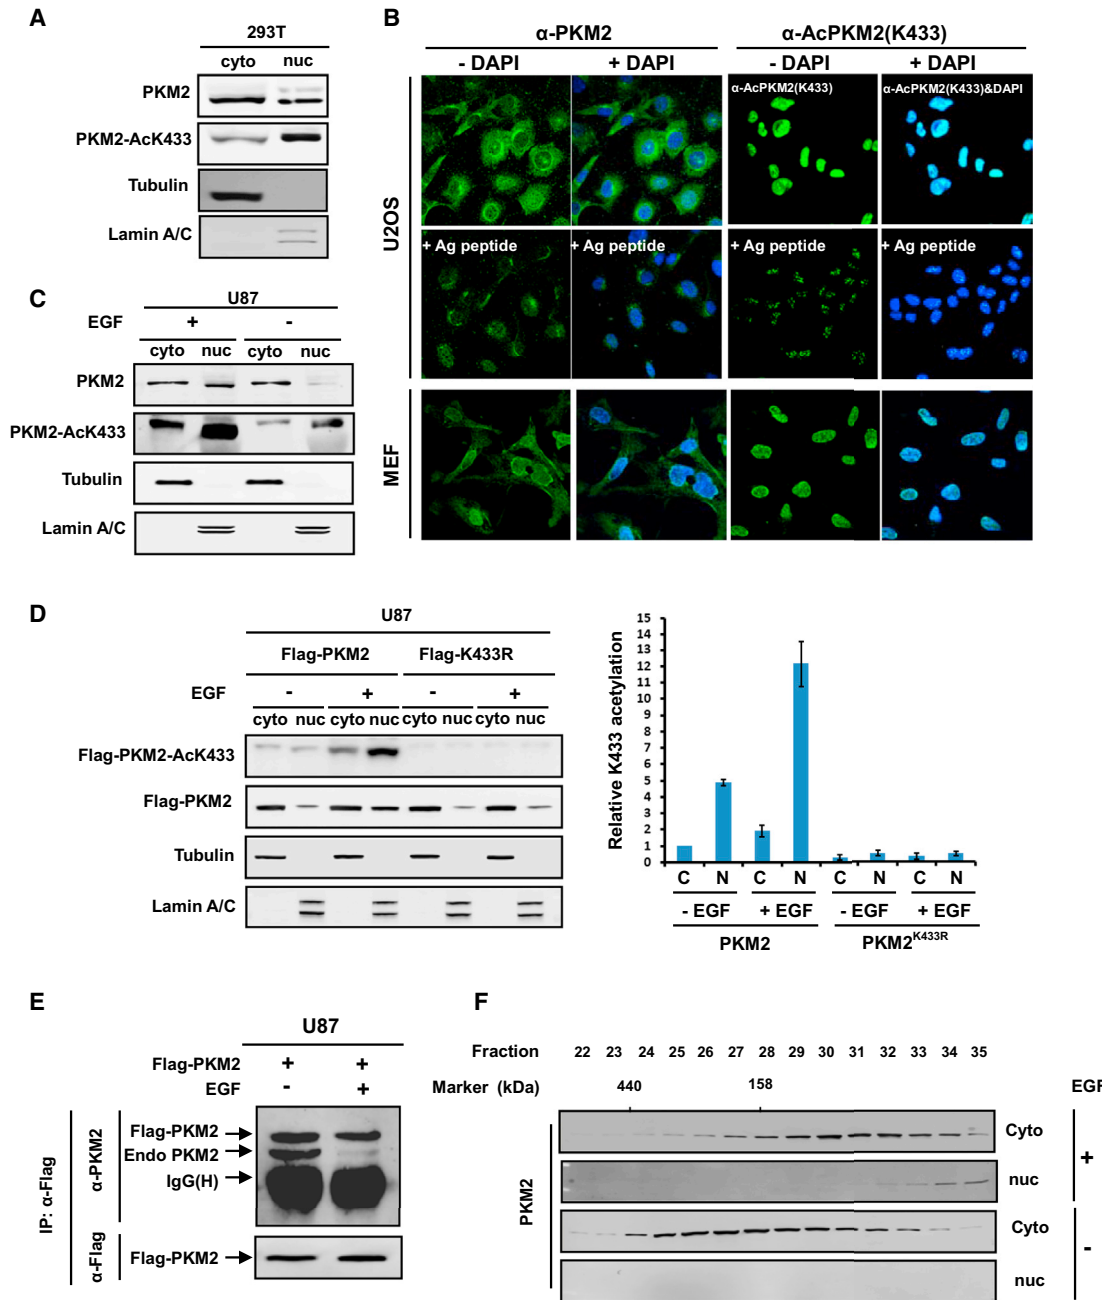 A
293T
cyto nuc
PKM2
PKM2-AcK433
Tubulin
Lamin A/C
B
α-PKM2 α-AcPKM2(K433)
- DAPI + DAPI - DAPI + DAPI
α-AcPKM2(K433) α-AcPKM2(K433)&DAPI
U2OS
+ Ag peptide + Ag peptide + Ag peptide + Ag peptide
MEF
C
U87
EGF + -
cyto nuc cyto nuc
PKM2
PKM2-AcK433
Tubulin
Lamin A/C
D
U87
Flag-PKM2 Flag-K433R
EGF - + - +
cyto nuc cyto nuc cyto nuc cyto nuc
Flag-PKM2-AcK433
Flag-PKM2
Tubulin
Lamin A/C
Relative K433 acetylation
15
14
13
12
11
10
9
8
7
6
5
4
3
2
1
0
C N C N C N C N
- EGF + EGF - EGF + EGF
PKM2 PKM2K433R
E
U87
Flag-PKM2 + +
EGF - +
IP: α-Flag
α-PKM2
Flag-PKM2
Endo PKM2
IgG(H)
α-Flag
Flag-PKM2
F
Fraction 22 23 24 25 26 27 28 29 30 31 32 33 34 35
Marker (kDa) 440 158
EGF
PKM2
Cyto
nuc
+
Cyto
nuc
-